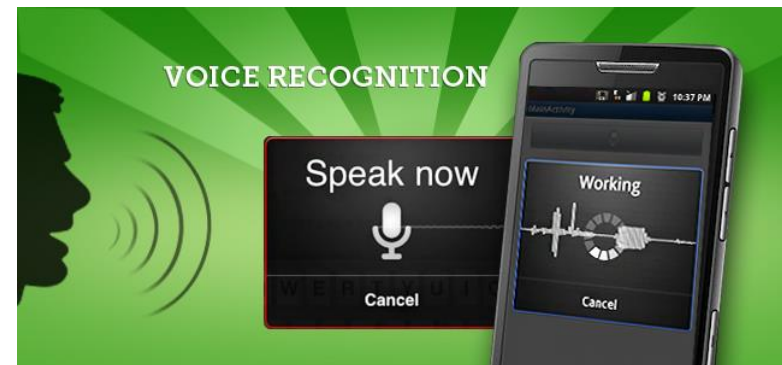 VOICE RECOGNITION
Speak now
W E R T Y U I O
Cancel
10:37 PM
MainActivity
Working
Cancel